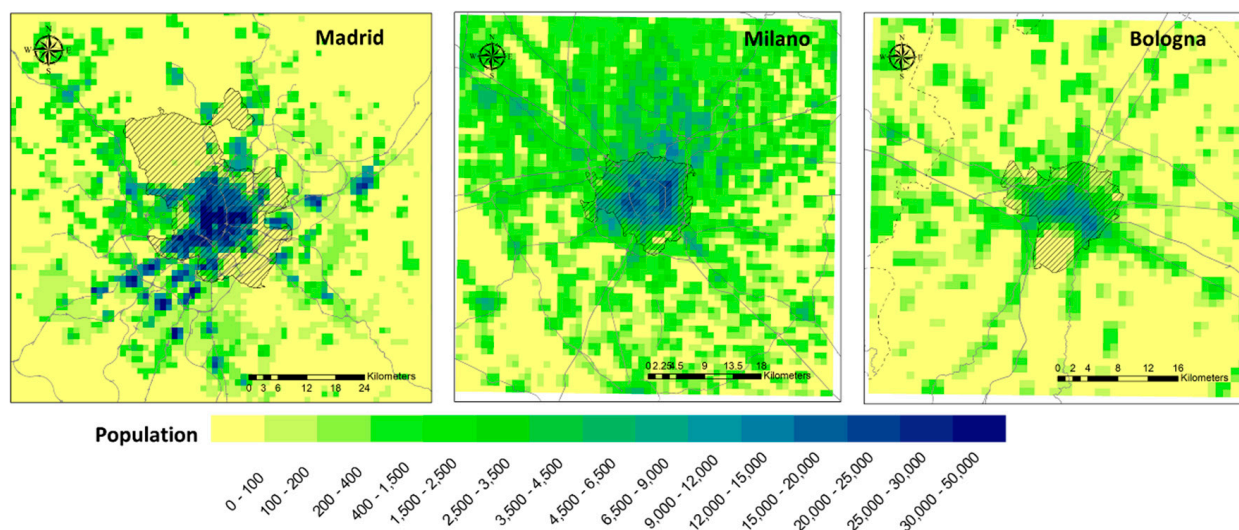 Madrid
N
W E
S
0 3 6 12 18 24
Kilometers
Milano
N
W E
S
0 2.25 4.5 9 13.5 18
Kilometers
Bologna
N
W E
S
0 2 4 8 12 16
Kilometers
Population
0 - 100
100 - 200
200 - 400
400 - 1,500
1,500 - 2,500
2,500 - 3,500
3,500 - 4,500
4,500 - 6,500
6,500 - 9,000
9,000 - 12,000
12,000 - 15,000
15,000 - 20,000
20,000 - 25,000
25,000 - 30,000
30,000 - 50,000